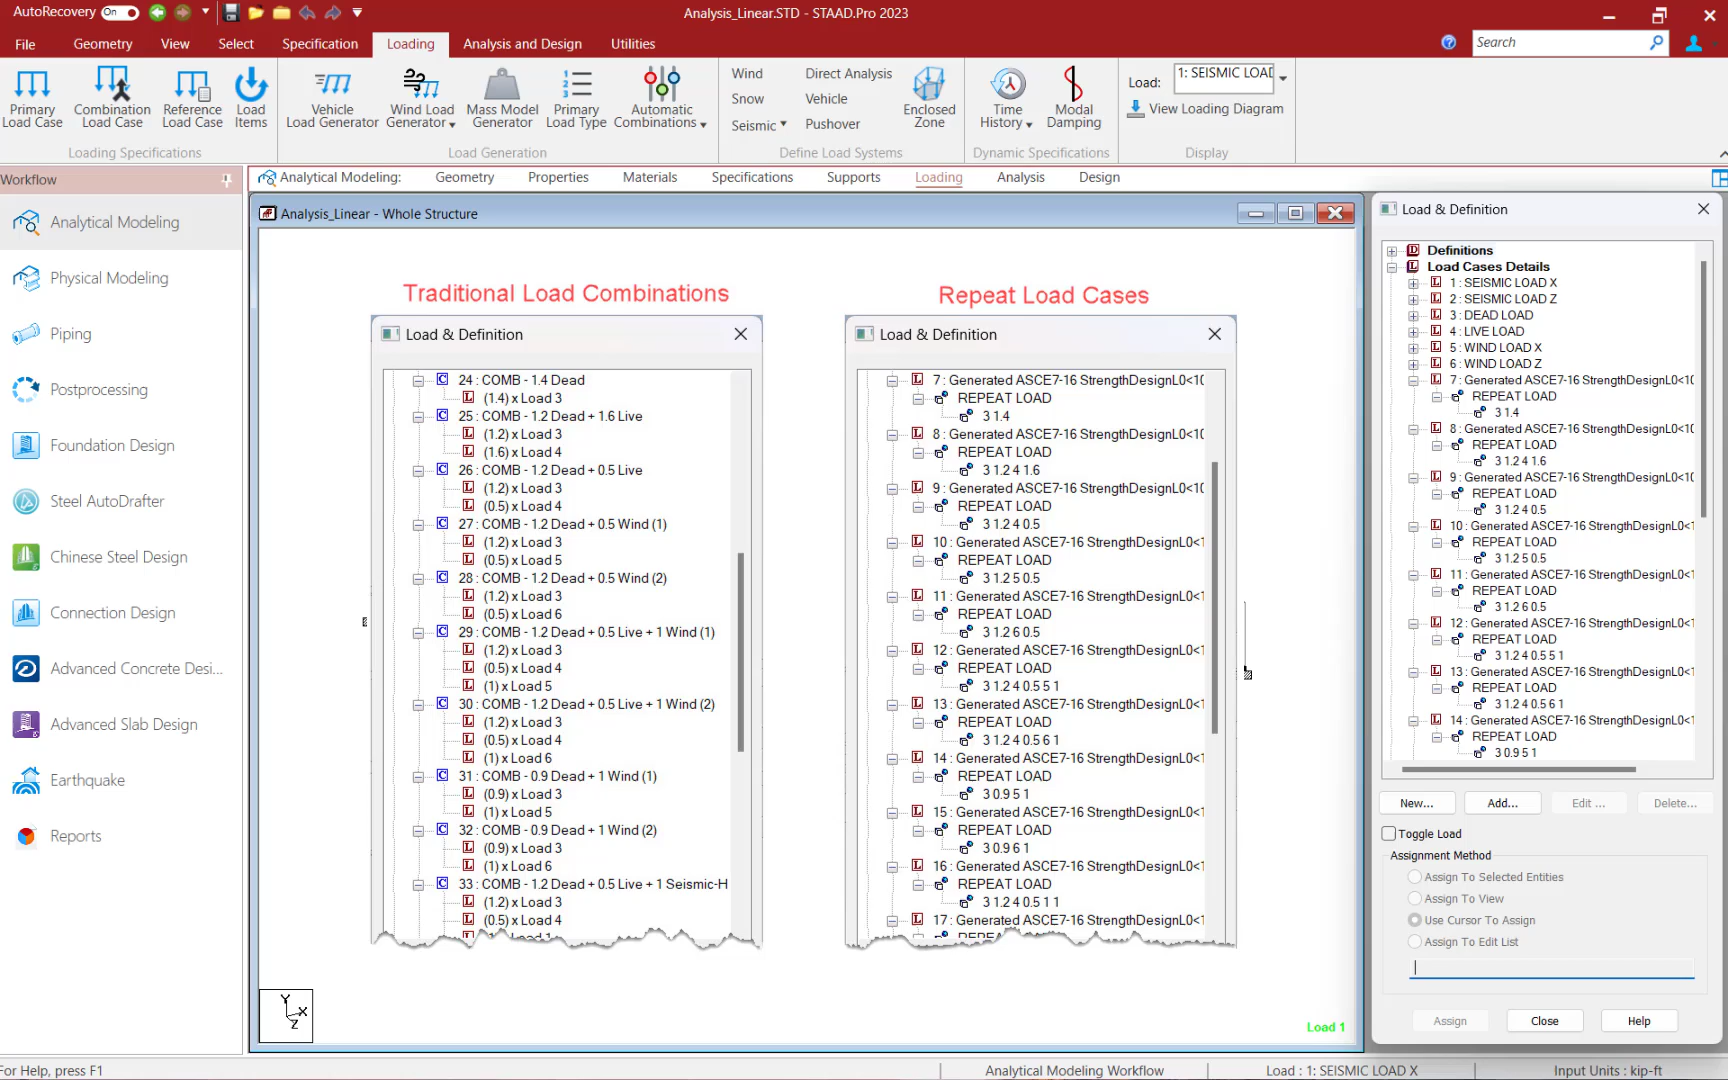 AutoRecovery On
Analysis_Linear.STD - STAAD.Pro 2023
File Geometry View Select Specification Loading Analysis and Design Utilities
Search
Primary Load Case
Combination Load Case
Reference Load Case
Load Items
Loading Specifications
Vehicle Load Generator
Wind Load Generator
Mass Model Generator
Primary Load Type
Automatic Combinations
Load Generation
Wind
Snow
Seismic
Direct Analysis
Vehicle
Pushover
Enclosed Zone
Define Load Systems
Time History
Modal Damping
Dynamic Specifications
Load: 1: SEISMIC LOAD
View Loading Diagram
Display
Workflow
Analytical Modeling
Physical Modeling
Piping
Postprocessing
Foundation Design
Steel AutoDrafter
Chinese Steel Design
Connection Design
Advanced Concrete Desi...
Advanced Slab Design
Earthquake
Reports
Analytical Modeling: Geometry Properties Materials Specifications Supports Loading Analysis Design
Analysis_Linear - Whole Structure
Traditional Load Combinations
Load & Definition
24 : COMB - 1.4 Dead
(1.4) x Load 3
25 : COMB - 1.2 Dead + 1.6 Live
(1.2) x Load 3
(1.6) x Load 4
26 : COMB - 1.2 Dead + 0.5 Live
(1.2) x Load 3
(0.5) x Load 4
27 : COMB - 1.2 Dead + 0.5 Wind (1)
(1.2) x Load 3
(0.5) x Load 5
28 : COMB - 1.2 Dead + 0.5 Wind (2)
(1.2) x Load 3
(0.5) x Load 6
29 : COMB - 1.2 Dead + 0.5 Live + 1 Wind (1)
(1.2) x Load 3
(0.5) x Load 4
(1) x Load 5
30 : COMB - 1.2 Dead + 0.5 Live + 1 Wind (2)
(1.2) x Load 3
(0.5) x Load 4
(1) x Load 6
31 : COMB - 0.9 Dead + 1 Wind (1)
(0.9) x Load 3
(1) x Load 5
32 : COMB - 0.9 Dead + 1 Wind (2)
(0.9) x Load 3
(1) x Load 6
33 : COMB - 1.2 Dead + 0.5 Live + 1 Seismic-H
(1.2) x Load 3
(0.5) x Load 4
Repeat Load Cases
Load & Definition
7 : Generated ASCE7-16 StrengthDesignL0<10
REPEAT LOAD
3 1.4
8 : Generated ASCE7-16 StrengthDesignL0<10
REPEAT LOAD
3 1.2 4 1.6
9 : Generated ASCE7-16 StrengthDesignL0<10
REPEAT LOAD
3 1.2 4 0.5
10 : Generated ASCE7-16 StrengthDesignL0<1
REPEAT LOAD
3 1.2 5 0.5
11 : Generated ASCE7-16 StrengthDesignL0<1
REPEAT LOAD
3 1.2 6 0.5
12 : Generated ASCE7-16 StrengthDesignL0<1
REPEAT LOAD
3 1.2 4 0.5 5 1
13 : Generated ASCE7-16 StrengthDesignL0<1
REPEAT LOAD
3 1.2 4 0.5 6 1
14 : Generated ASCE7-16 StrengthDesignL0<1
REPEAT LOAD
3 0.9 5 1
15 : Generated ASCE7-16 StrengthDesignL0<1
REPEAT LOAD
3 0.9 6 1
16 : Generated ASCE7-16 StrengthDesignL0<1
REPEAT LOAD
3 1.2 4 0.5 1 1
17 : Generated ASCE7-16 StrengthDesignL0<1
Y
X
Z
Load 1
Load & Definition
Definitions
Load Cases Details
1 : SEISMIC LOAD X
2 : SEISMIC LOAD Z
3 : DEAD LOAD
4 : LIVE LOAD
5 : WIND LOAD X
6 : WIND LOAD Z
7 : Generated ASCE7-16 StrengthDesignL0<10
REPEAT LOAD
3 1.4
8 : Generated ASCE7-16 StrengthDesignL0<10
REPEAT LOAD
3 1.2 4 1.6
9 : Generated ASCE7-16 StrengthDesignL0<10
REPEAT LOAD
3 1.2 4 0.5
10 : Generated ASCE7-16 StrengthDesignL0<1
REPEAT LOAD
3 1.2 5 0.5
11 : Generated ASCE7-16 StrengthDesignL0<1
REPEAT LOAD
3 1.2 6 0.5
12 : Generated ASCE7-16 StrengthDesignL0<1
REPEAT LOAD
3 1.2 4 0.5 5 1
13 : Generated ASCE7-16 StrengthDesignL0<1
REPEAT LOAD
3 1.2 4 0.5 6 1
14 : Generated ASCE7-16 StrengthDesignL0<1
REPEAT LOAD
3 0.9 5 1
New... Add... Edit ... Delete...
Toggle Load
Assignment Method
Assign To Selected Entities
Assign To View
Use Cursor To Assign
Assign To Edit List
Assign Close Help
For Help, press F1
Analytical Modeling Workflow
Load : 1: SEISMIC LOAD X
Input Units : kip-ft